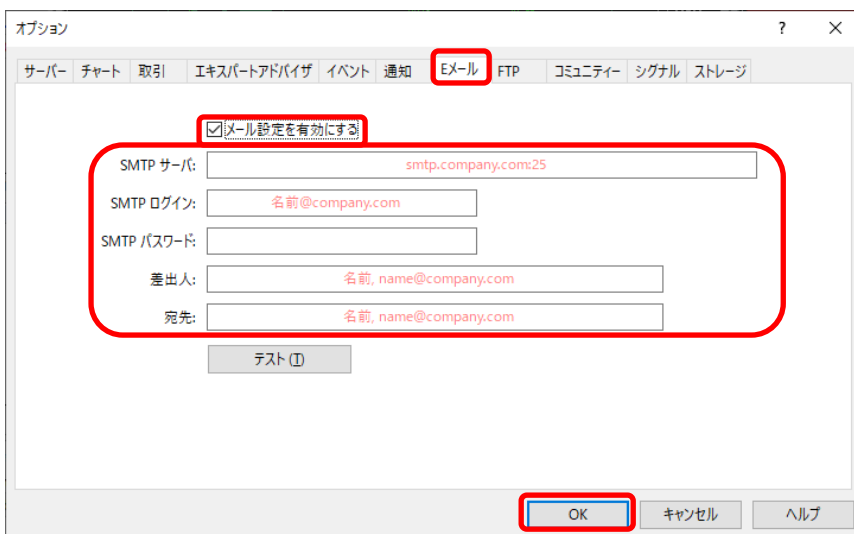 オプション ? ×
サーバー チャート 取引 エキスパートアドバイザ イベント 通知 Eメール FTP コミュニティー シグナル ストレージ
メール設定を有効にする
SMTP サーバ: smtp.company.com:25
SMTP ログイン: 名前@company.com
SMTP パスワード:
差出人: 名前, name@company.com
宛先: 名前, name@company.com
テスト (T)
OK キャンセル ヘルプ